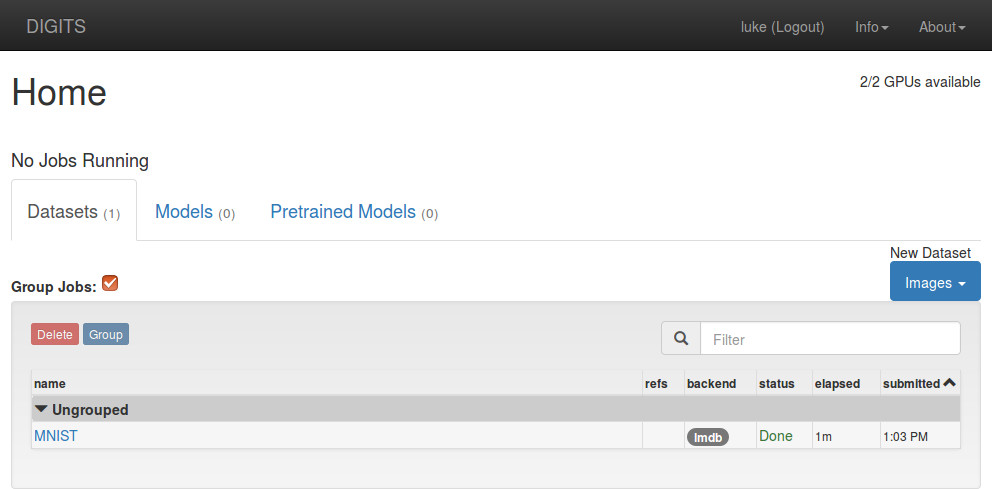 DIGITS luke (Logout) Info About
Home 2/2 GPUs available
No Jobs Running
Datasets (1) Models (0) Pretrained Models (0)
New Dataset
Group Jobs: Images
Delete Group Filter
name refs backend status elapsed submitted
Ungrouped
MNIST lmdb Done 1m 1:03 PM